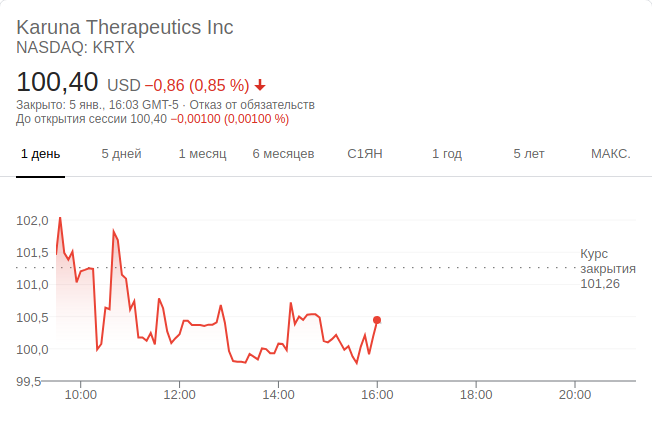 Karuna Therapeutics Inc
NASDAQ: KRTX
100,40 USD −0,86 (0,85 %)
Закрыто: 5 янв., 16:03 GMT-5 · Отказ от обязательств
До открытия сессии 100,40 −0,00100 (0,00100 %)
1 день 5 дней 1 месяц 6 месяцев С1ЯН 1 год 5 лет МАКС.
102,0
101,5
101,0
100,5
100,0
99,5
Курс
закрытия
101,26
10:00 12:00 14:00 16:00 18:00 20:00